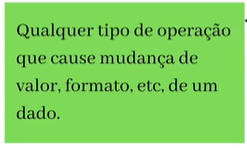 Qualquer tipo de operação
que cause mudança de
valor, formato, etc, de um
dado.